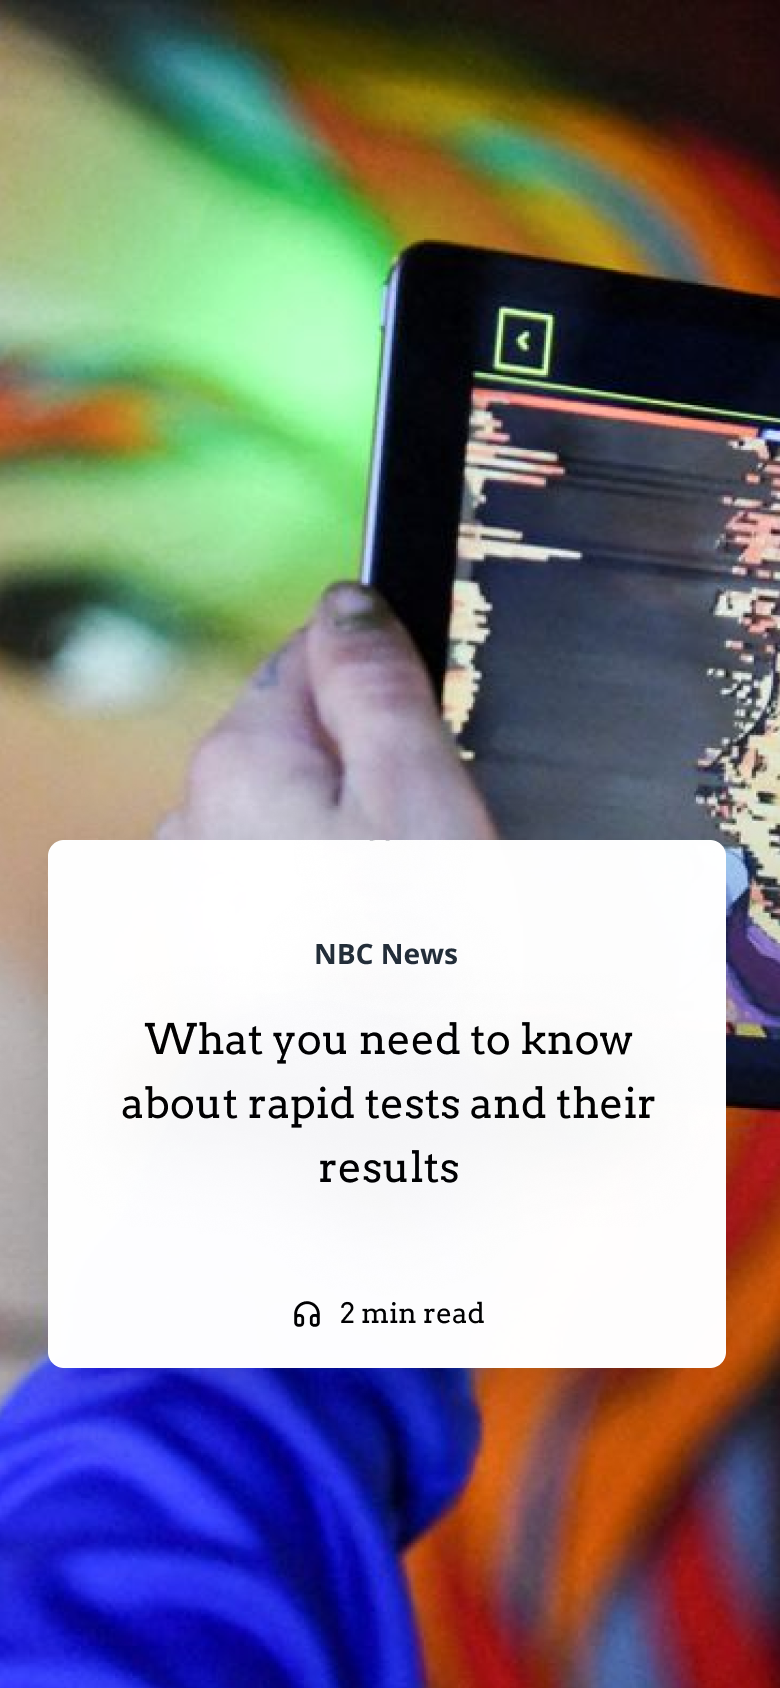 NBC News
What you need to know
about rapid tests and their
results
2 min read